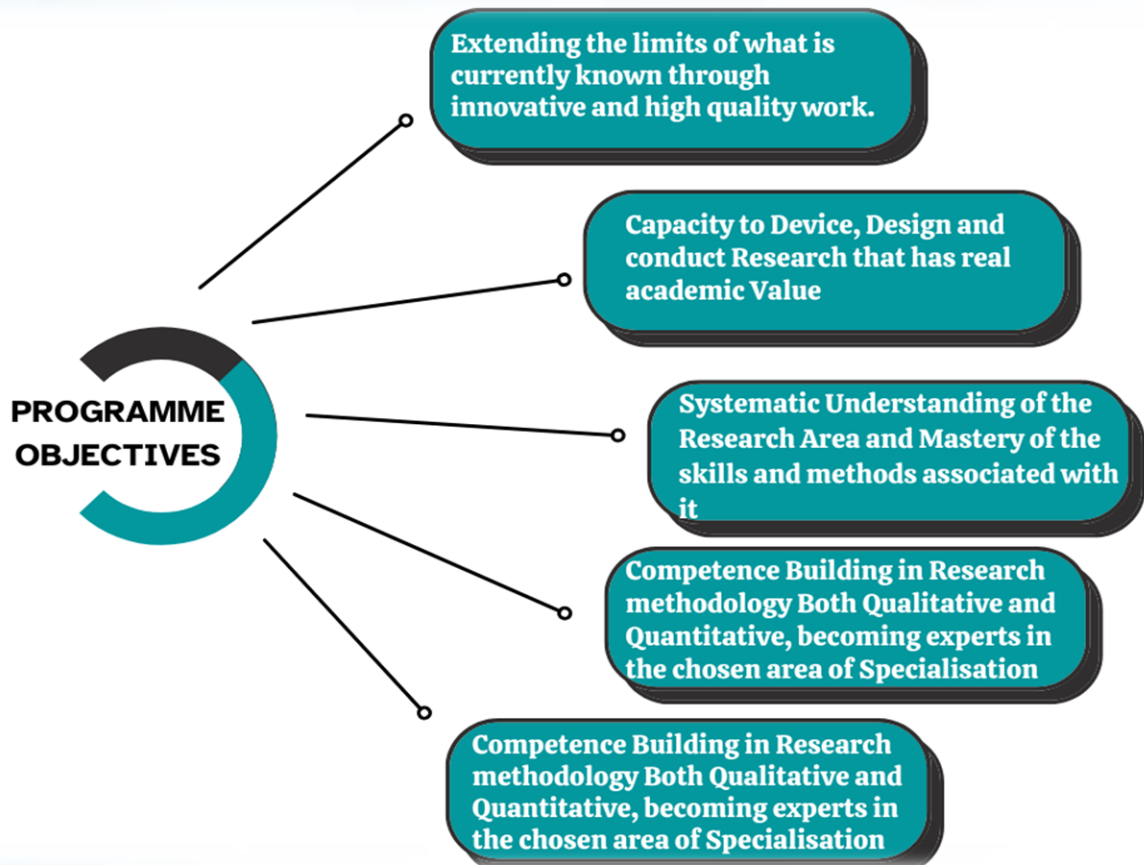 Extending the limits of what is
currently known through
innovative and high quality work.
Capacity to Device, Design and
conduct Research that has real
academic Value
PROGRAMME
OBJECTIVES
Systematic Understanding of the
Research Area and Mastery of the
skills and methods associated with
it
Competence Building in Research
methodology Both Qualitative and
Quantitative, becoming experts in
the chosen area of Specialisation
Competence Building in Research
methodology Both Qualitative and
Quantitative, becoming experts in
the chosen area of Specialisation